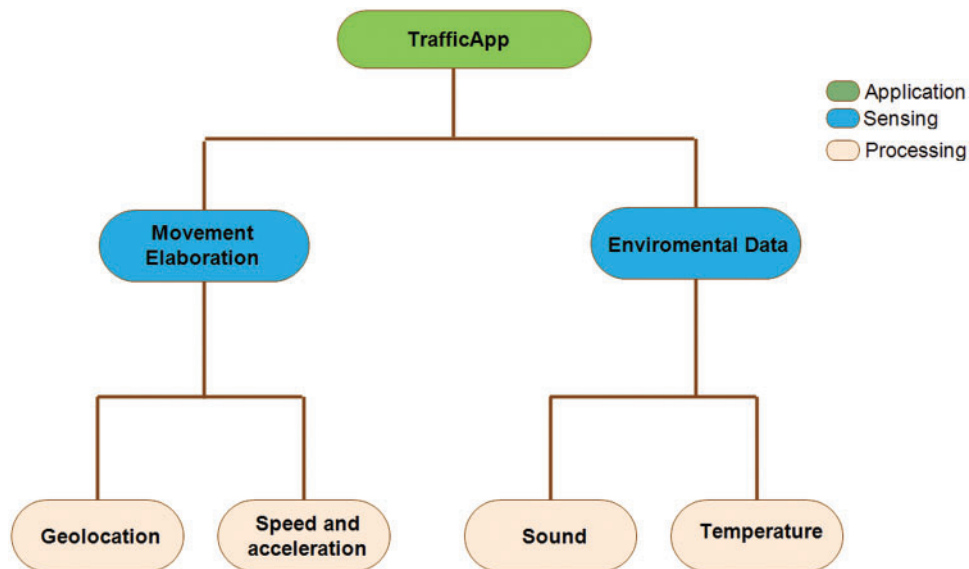 TrafficApp
Application
Sensing
Processing
Movement
Elaboration
Enviromental Data
Geolocation
Speed and
acceleration
Sound
Temperature